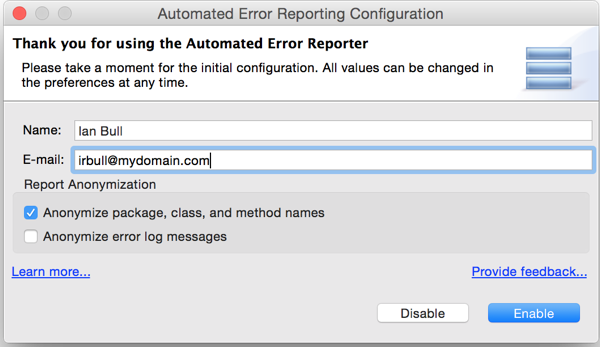 Automated Error Reporting Configuration
Thank you for using the Automated Error Reporter
Please take a moment for the initial configuration. All values can be changed in
the preferences at any time.
Name: Ian Bull
E-mail: irbull@mydomain.com
Report Anonymization
Anonymize package, class, and method names
Anonymize error log messages
Learn more... Provide feedback...
Disable Enable